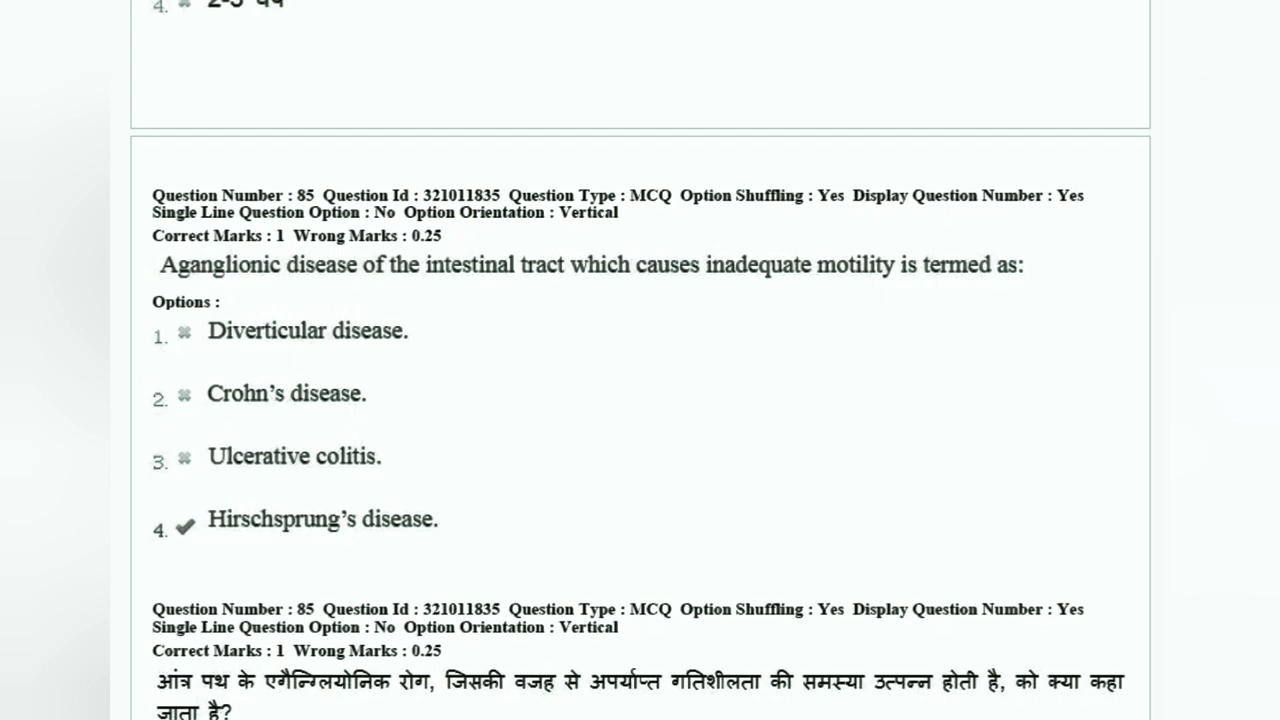 4. 2-3 वर्ष
Question Number : 85 Question Id : 321011835 Question Type : MCQ Option Shuffling : Yes Display Question Number : Yes
Single Line Question Option : No Option Orientation : Vertical
Correct Marks : 1 Wrong Marks : 0.25
Aganglionic disease of the intestinal tract which causes inadequate motility is termed as:
Options :
1. ✖ Diverticular disease.
2. ✖ Crohn’s disease.
3. ✖ Ulcerative colitis.
4. ✔ Hirschsprung’s disease.
Question Number : 85 Question Id : 321011835 Question Type : MCQ Option Shuffling : Yes Display Question Number : Yes
Single Line Question Option : No Option Orientation : Vertical
Correct Marks : 1 Wrong Marks : 0.25
आंत्र पथ के एगैन्ग्लियोनिक रोग, जिसकी वजह से अपर्याप्त गतिशीलता की समस्या उत्पन्न होती है, को क्या कहा
जाता है?